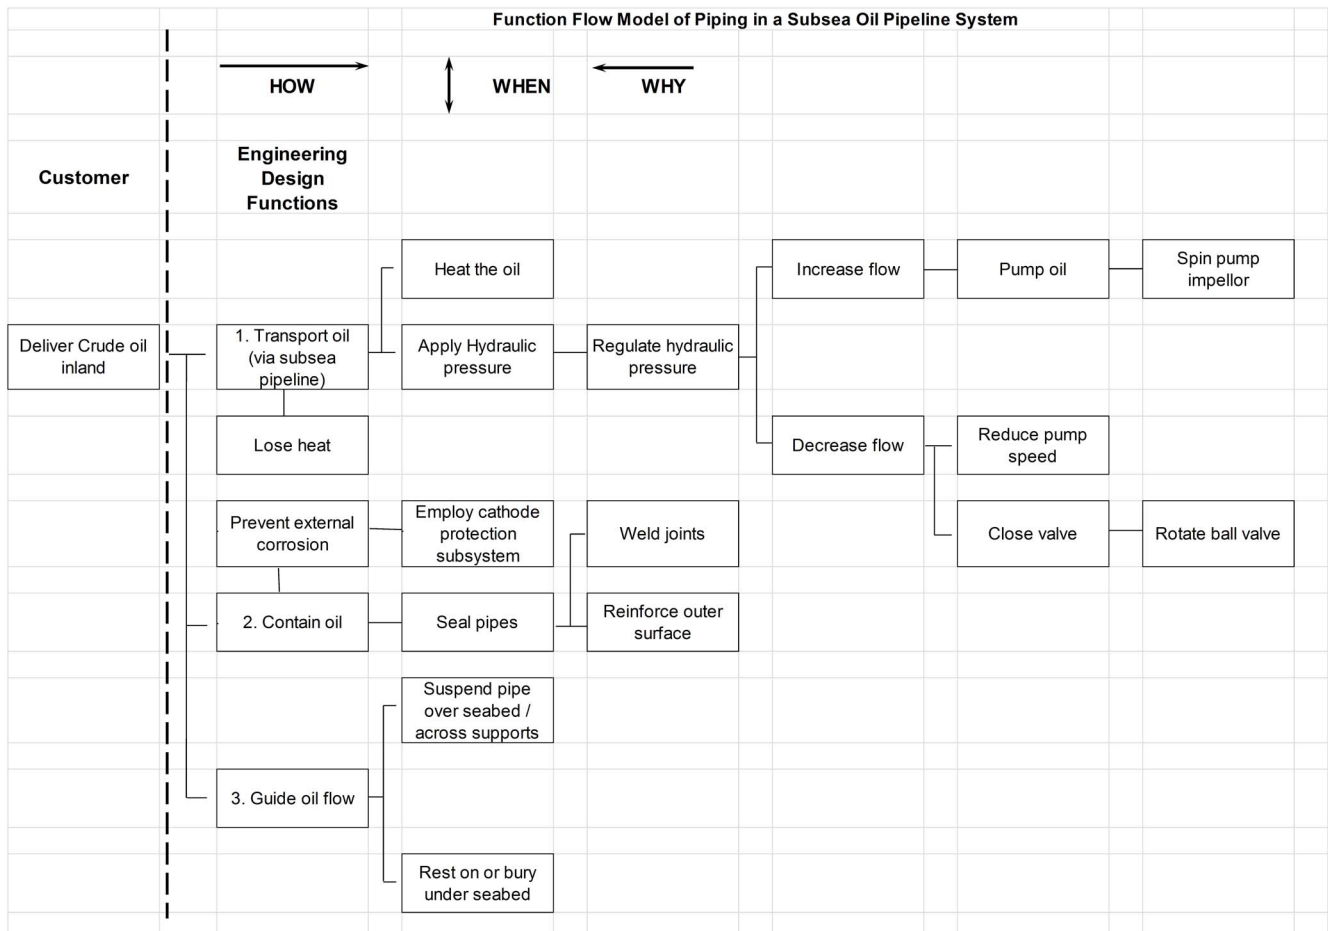 Function Flow Model of Piping in a Subsea Oil Pipeline System
HOW
WHEN
WHY
Customer
Engineering
Design
Functions
Heat the oil
Increase flow
Pump oil
Spin pump
impellor
Deliver Crude oil
inland
1. Transport oil
(via subsea
pipeline)
Apply Hydraulic
pressure
Regulate hydraulic
pressure
Lose heat
Decrease flow
Reduce pump
speed
Prevent external
corrosion
Employ cathode
protection
subsystem
Weld joints
Close valve
Rotate ball valve
2. Contain oil
Seal pipes
Reinforce outer
surface
Suspend pipe
over seabed /
across supports
3. Guide oil flow
Rest on or bury
under seabed